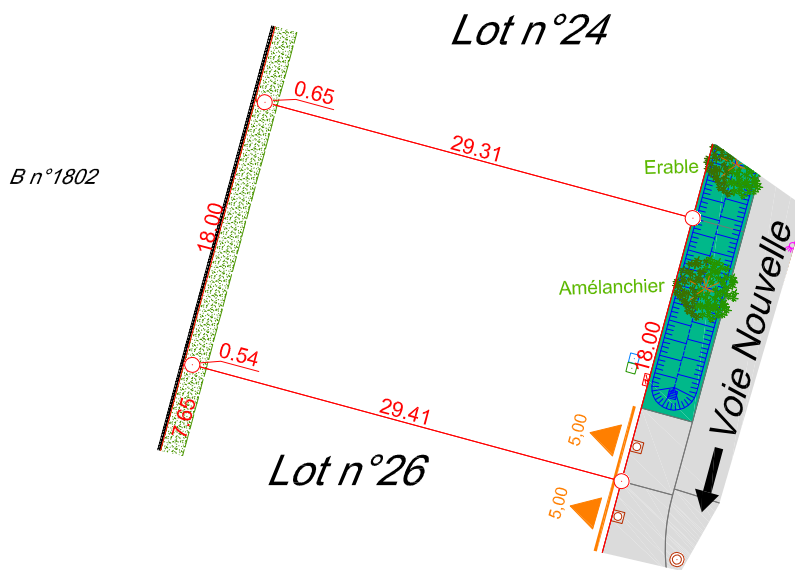 Lot n°24
0.65
29.31
Erable
B n°1802
18.00
Amélanchier
Voie Nouvelle
18.00
0.54
29.41
7.65
5,00
Lot n°26
5,00